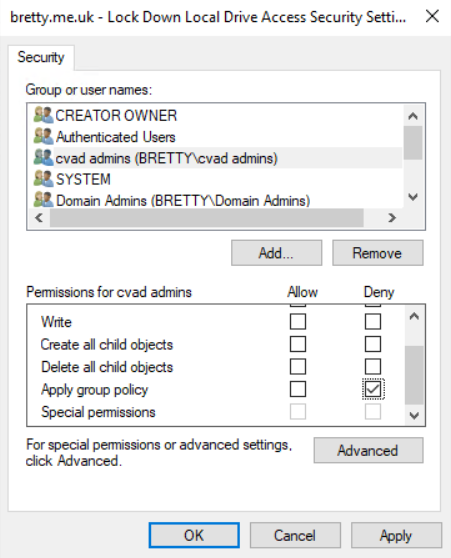 bretty.me.uk - Lock Down Local Drive Access Security Setti...
Security
Group or user names:
CREATOR OWNER
Authenticated Users
cvad admins (BRETTY\cvad admins)
SYSTEM
Domain Admins (BRETTY\Domain Admins)
Add...
Remove
Permissions for cvad admins
Allow
Deny
Write
Create all child objects
Delete all child objects
Apply group policy
Special permissions
For special permissions or advanced settings,
click Advanced.
Advanced
OK
Cancel
Apply